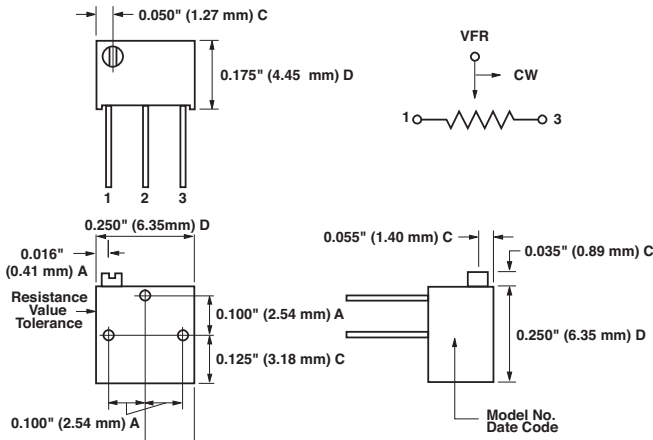 0.050" (1.27 mm) C
0.175" (4.45 mm) D
VFR
CW
1
3
1 2 3
0.250" (6.35mm) D
0.016"
(0.41 mm) A
Resistance
Value
Tolerance
0.100" (2.54 mm) A
0.125" (3.18 mm) C
0.100" (2.54 mm) A
0.055" (1.40 mm) C
0.035" (0.89 mm) C
0.250" (6.35 mm) D
Model No.
Date Code